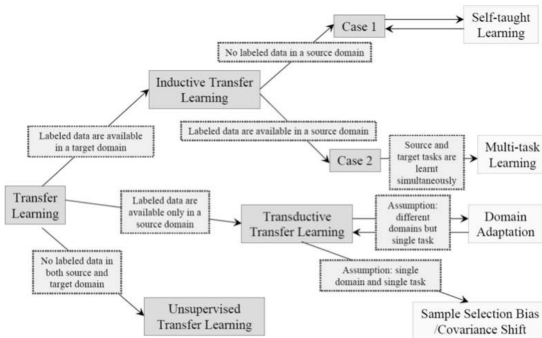 Case 1
Self-taught
Learning
No labeled data in a source domain
Inductive Transfer
Learning
Labeled data are available
in a target domain
Labeled data are available in a source domain
Case 2
Source and
target tasks are
learnt
simultaneously
Multi-task
Learning
Transfer
Learning
Labeled data are
available only in a
source domain
Transductive
Transfer Learning
Assumption:
different
domains but
single task
Domain
Adaptation
No labeled data in
both source and
target domain
Assumption: single
domain and single task
Unsupervised
Transfer Learning
Sample Selection Bias
/Covariance Shift